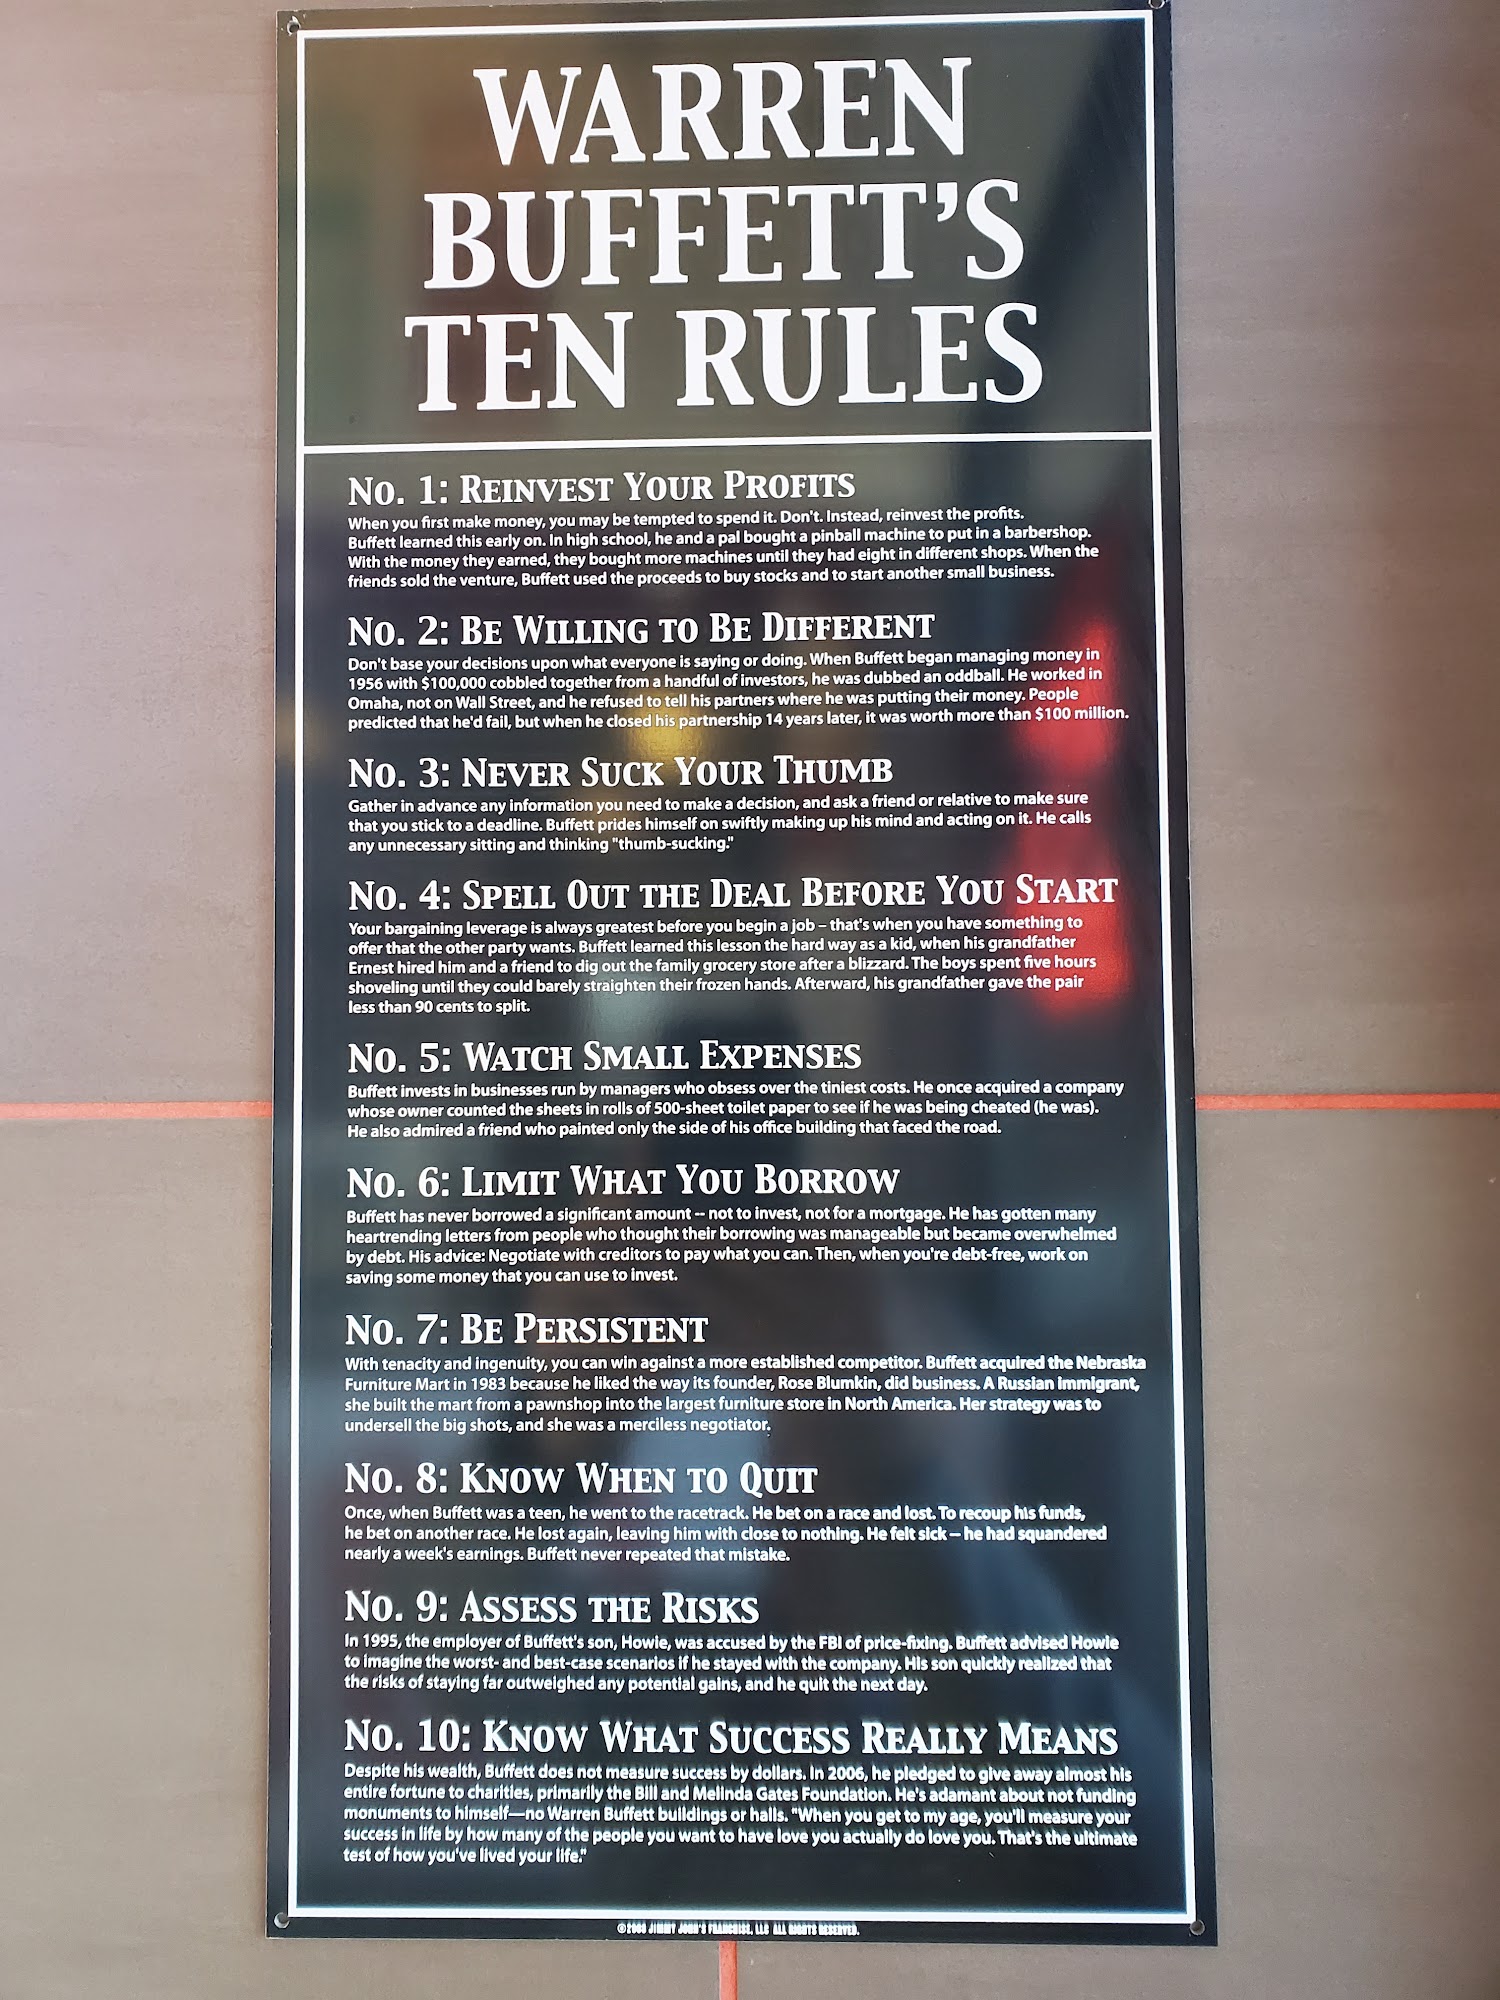 WARREN
BUFFETT'S
TEN RULES
No. 1: Reinvest Your Profits
When you first make money, you may be tempted to spend it. Don't. Instead, reinvest the profits.
Buffett learned this early on. In high school, he and a pal bought a pinball machine to put in a barbershop.
With the money they earned, they bought more machines until they had eight in different shops. When the
friends sold the venture, Buffett used the proceeds to buy stocks and to start another small business.
No. 2: Be Willing to Be Different
Don't base your decisions upon what everyone is saying or doing. When Buffett began managing money in
1956 with $100,000 cobbled together from a handful of investors, he was dubbed an oddball. He worked in
Omaha, not on Wall Street, and he refused to tell his partners where he was putting their money. People
predicted that he'd fail, but when he closed his partnership 14 years later, it was worth more than $100 million.
No. 3: Never Suck Your Thumb
Gather in advance any information you need to make a decision, and ask a friend or relative to make sure
that you stick to a deadline. Buffett prides himself on swiftly making up his mind and acting on it. He calls
any unnecessary sitting and thinking "thumb-sucking."
No. 4: Spell Out the Deal Before You Start
Your bargaining leverage is always greatest before you begin a job – that's when you have something to
offer that the other party wants. Buffett learned this lesson the hard way as a kid, when his grandfather
Ernest hired him and a friend to dig out the family grocery store after a blizzard. The boys spent five hours
shoveling until they could barely straighten their frozen hands. Afterward, his grandfather gave the pair
less than 90 cents to split.
No. 5: Watch Small Expenses
Buffett invests in businesses run by managers who obsess over the tiniest costs. He once acquired a company
whose owner counted the sheets in rolls of 500-sheet toilet paper to see if he was being cheated (he was).
He also admired a friend who painted only the side of his office building that faced the road.
No. 6: Limit What You Borrow
Buffett has never borrowed a significant amount -- not to invest, not for a mortgage. He has gotten many
heartrending letters from people who thought their borrowing was manageable but became overwhelmed
by debt. His advice: Negotiate with creditors to pay what you can. Then, when you're debt-free, work on
saving some money that you can use to invest.
No. 7: Be Persistent
With tenacity and ingenuity, you can win against a more established competitor. Buffett acquired the Nebraska
Furniture Mart in 1983 because he liked the way its founder, Rose Blumkin, did business. A Russian immigrant,
she built the mart from a pawnshop into the largest furniture store in North America. Her strategy was to
undersell the big shots, and she was a merciless negotiator.
No. 8: Know When to Quit
Once, when Buffett was a teen, he went to the racetrack. He bet on a race and lost. To recoup his funds,
he bet on another race. He lost again, leaving him with close to nothing. He felt sick – he had squandered
nearly a week's earnings. Buffett never repeated that mistake.
No. 9: Assess the Risks
In 1995, the employer of Buffett's son, Howie, was accused by the FBI of price-fixing. Buffett advised Howie
to imagine the worst- and best-case scenarios if he stayed with the company. His son quickly realized that
the risks of staying far outweighed any potential gains, and he quit the next day.
No. 10: Know What Success Really Means
Despite his wealth, Buffett does not measure success by dollars. In 2006, he pledged to give away almost his
entire fortune to charities, primarily the Bill and Melinda Gates Foundation. He's adamant about not funding
monuments to himself—no Warren Buffett buildings or halls. "When you get to my age, you'll measure your
success in life by how many of the people you want to have love you actually do love you. That's the ultimate
test of how you've lived your life."
JIMMY JOHN'S FRANCHISE, LLC ALL RIGHTS RESERVED.